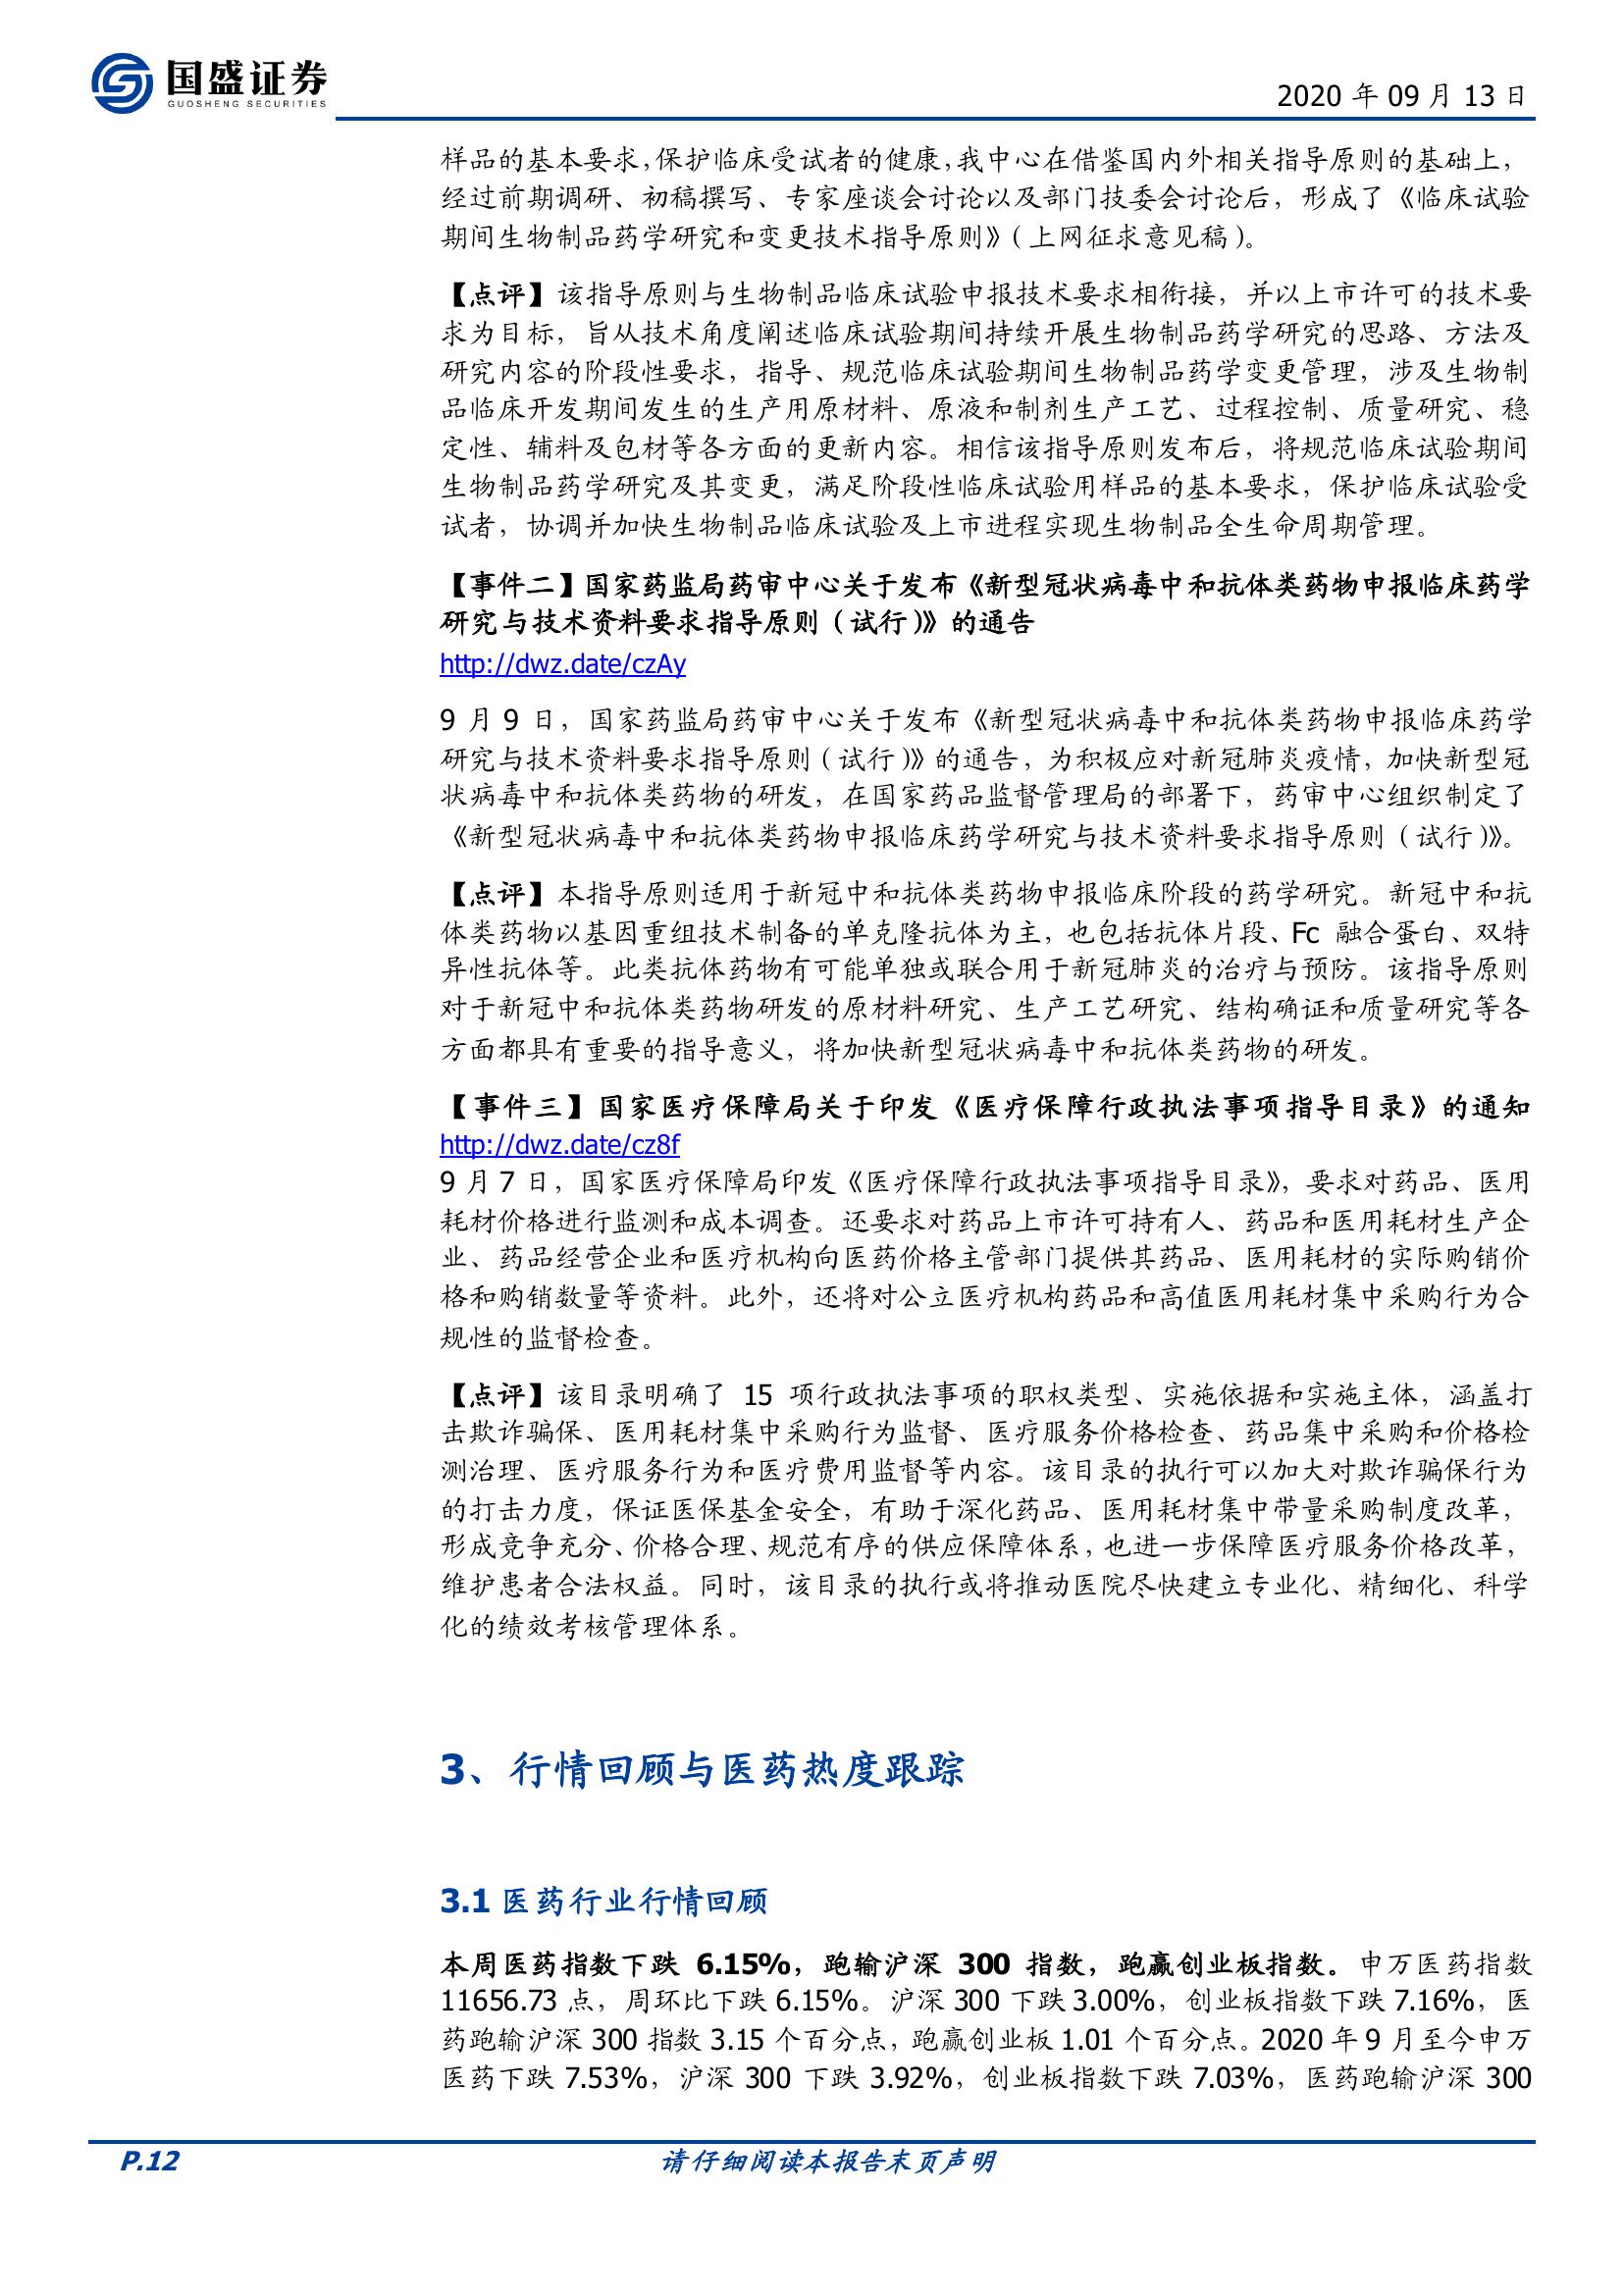 国盛证券
GUOSHENG SECURITIES
2020 年 09 月 13 日
样品的基本要求，保护临床受试者的健康，我中心在借鉴国内外相关指导原则的基础上，
经过前期调研、初稿撰写、专家座谈会讨论以及部门技委会讨论后，形成了《临床试验
期间生物制品药学研究和变更技术指导原则》（上网征求意见稿）。
【点评】该指导原则与生物制品临床试验申报技术要求相衔接，并以上市许可的技术要
求为目标，旨从技术角度阐述临床试验期间持续开展生物制品药学研究的思路、方法及
研究内容的阶段性要求，指导、规范临床试验期间生物制品药学变更管理，涉及生物制
品临床开发期间发生的生产用原材料、原液和制剂生产工艺、过程控制、质量研究、稳
定性、辅料及包材等各方面的更新内容。相信该指导原则发布后，将规范临床试验期间
生物制品药学研究及其变更，满足阶段性临床试验用样品的基本要求，保护临床试验受
试者，协调并加快生物制品临床试验及上市进程实现生物制品全生命周期管理。
【事件二】国家药监局药审中心关于发布《新型冠状病毒中和抗体类药物申报临床药学
研究与技术资料要求指导原则（试行）》的通告
http://dwz.date/czAy
9 月 9 日，国家药监局药审中心关于发布《新型冠状病毒中和抗体类药物申报临床药学
研究与技术资料要求指导原则（试行）》的通告，为积极应对新冠肺炎疫情，加快新型冠
状病毒中和抗体类药物的研发，在国家药品监督管理局的部署下，药审中心组织制定了
《新型冠状病毒中和抗体类药物申报临床药学研究与技术资料要求指导原则（试行）》。
【点评】本指导原则适用于新冠中和抗体类药物申报临床阶段的药学研究。新冠中和抗
体类药物以基因重组技术制备的单克隆抗体为主，也包括抗体片段、Fc 融合蛋白、双特
异性抗体等。此类抗体药物有可能单独或联合用于新冠肺炎的治疗与预防。该指导原则
对于新冠中和抗体类药物研发的原材料研究、生产工艺研究、结构确证和质量研究等各
方面都具有重要的指导意义，将加快新型冠状病毒中和抗体类药物的研发。
【事件三】国家医疗保障局关于印发《医疗保障行政执法事项指导目录》的通知
http://dwz.date/cz8f
9 月 7 日，国家医疗保障局印发《医疗保障行政执法事项指导目录》，要求对药品、医用
耗材价格进行监测和成本调查。还要求对药品上市许可持有人、药品和医用耗材生产企
业、药品经营企业和医疗机构向医药价格主管部门提供其药品、医用耗材的实际购销价
格和购销数量等资料。此外，还将对公立医疗机构药品和高值医用耗材集中采购行为合
规性的监督检查。
【点评】该目录明确了 15 项行政执法事项的职权类型、实施依据和实施主体，涵盖打
击欺诈骗保、医用耗材集中采购行为监督、医疗服务价格检查、药品集中采购和价格检
测治理、医疗服务行为和医疗费用监督等内容。该目录的执行可以加大对欺诈骗保行为
的打击力度，保证医保基金安全，有助于深化药品、医用耗材集中带量采购制度改革，
形成竞争充分、价格合理、规范有序的供应保障体系，也进一步保障医疗服务价格改革，
维护患者合法权益。同时，该目录的执行或将推动医院尽快建立专业化、精细化、科学
化的绩效考核管理体系。
3、行情回顾与医药热度跟踪
3.1 医药行业行情回顾
本周医药指数下跌 6.15%，跑输沪深 300 指数，跑赢创业板指数。申万医药指数
11656.73 点，周环比下跌 6.15%。沪深 300 下跌 3.00%，创业板指数下跌 7.16%，医
药跑输沪深 300 指数 3.15 个百分点，跑赢创业板 1.01 个百分点。2020 年 9 月至今申万
医药下跌 7.53%，沪深 300 下跌 3.92%，创业板指数下跌 7.03%，医药跑输沪深 300
P.12
请仔细阅读本报告末页声明